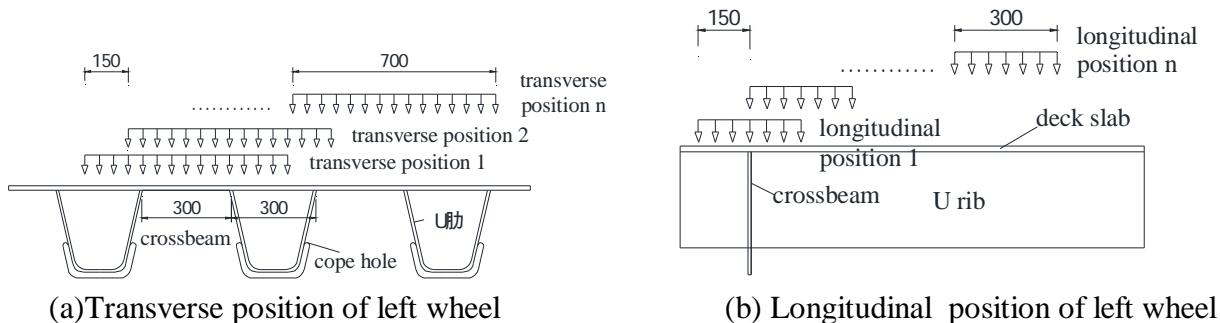 150
700
transverse
position n
transverse position 2
transverse position 1
300
300
crossbeam
U肋
cope hole
(a)Transverse position of left wheel
150
300
longitudinal
position n
longitudinal
position 1
deck slab
crossbeam
U rib
(b) Longitudinal position of left wheel